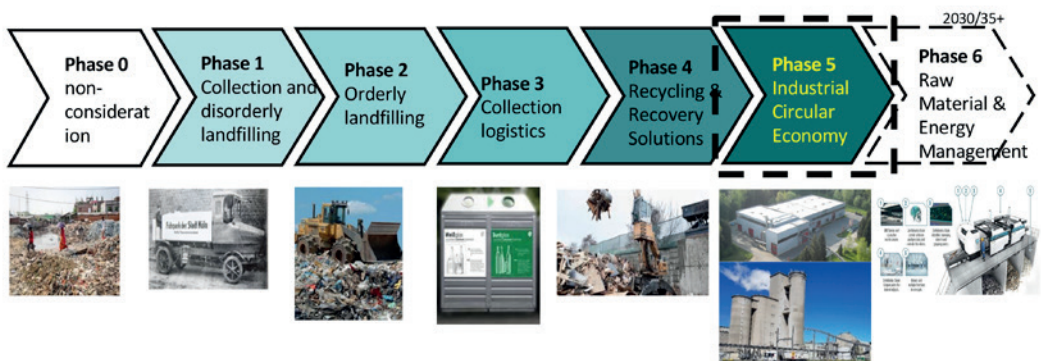 2030/35+
Phase 0
non-
considerat
ion
Phase 1
Collection and
disorderly
landfilling
Phase 2
Orderly
landfilling
Phase 3
Collection
logistics
Phase 4
Recycling &
Recovery
Solutions
Phase 5
Industrial
Circular
Economy
Phase 6
Raw
Material &
Energy
Management